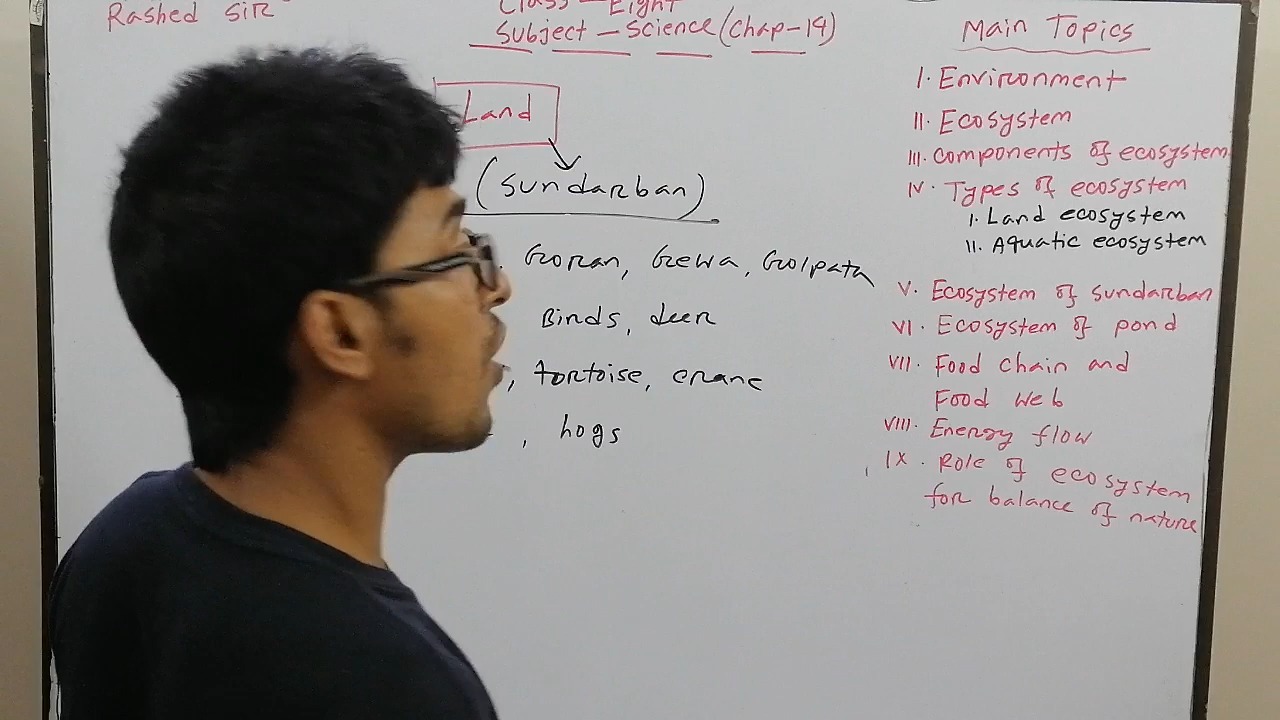 Rashed Sir
Class - Eight
Subject - Science (Chap-14)
Land
(Sundarban)
Goran, Gewa, Golpata
Birds, deer
, tortoise, crane
, hogs
Main Topics
I. Environment
II. Ecosystem
III. Components of ecosystem
IV. Types of ecosystem
I. Land ecosystem
II. Aquatic ecosystem
V. Ecosystem of Sundarban
VI. Ecosystem of pond
VII. Food Chain and
Food Web
VIII. Energy flow
IX. Role of ecosystem
for balance of nature